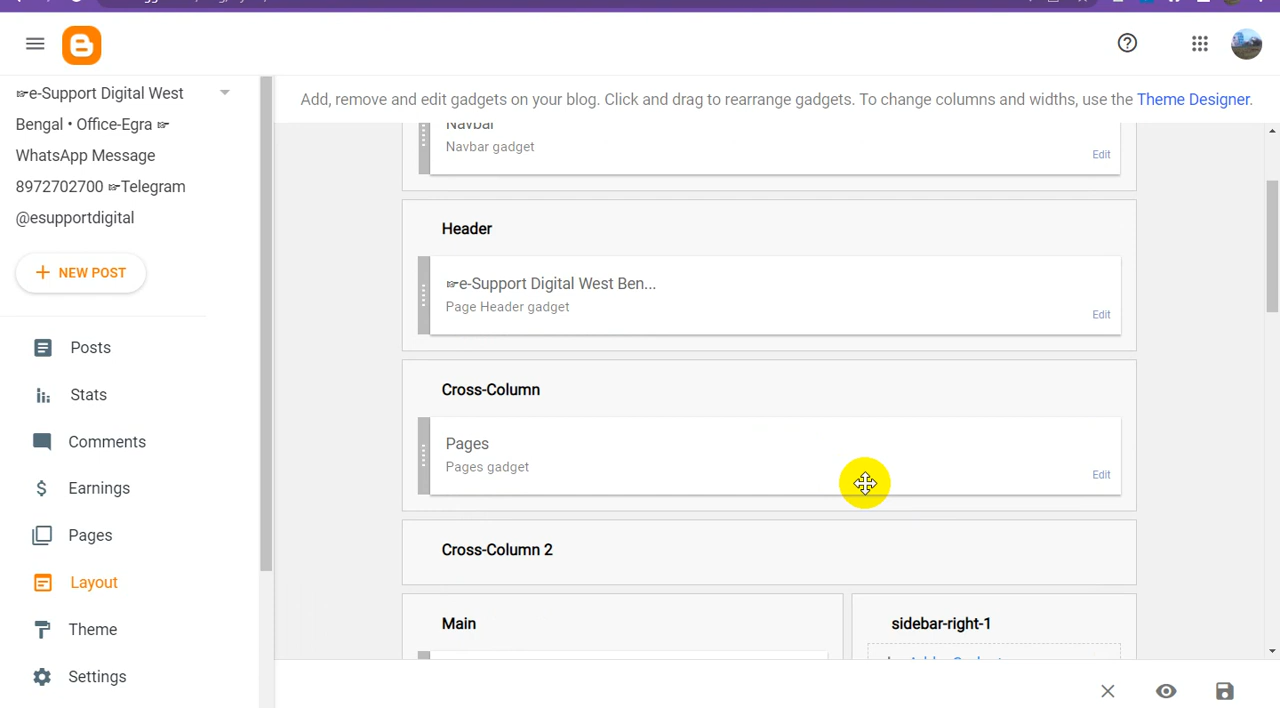 ☞e-Support Digital West
Bengal • Office-Egra ☞
WhatsApp Message
8972702700 ☞Telegram
@esupportdigital
NEW POST
Posts
Stats
Comments
Earnings
Pages
Layout
Theme
Settings
Add, remove and edit gadgets on your blog. Click and drag to rearrange gadgets. To change columns and widths, use the Theme Designer.
Navbar
Navbar gadget
Edit
Header
☞e-Support Digital West Ben...
Page Header gadget
Edit
Cross-Column
Pages
Pages gadget
Edit
Cross-Column 2
Main
sidebar-right-1